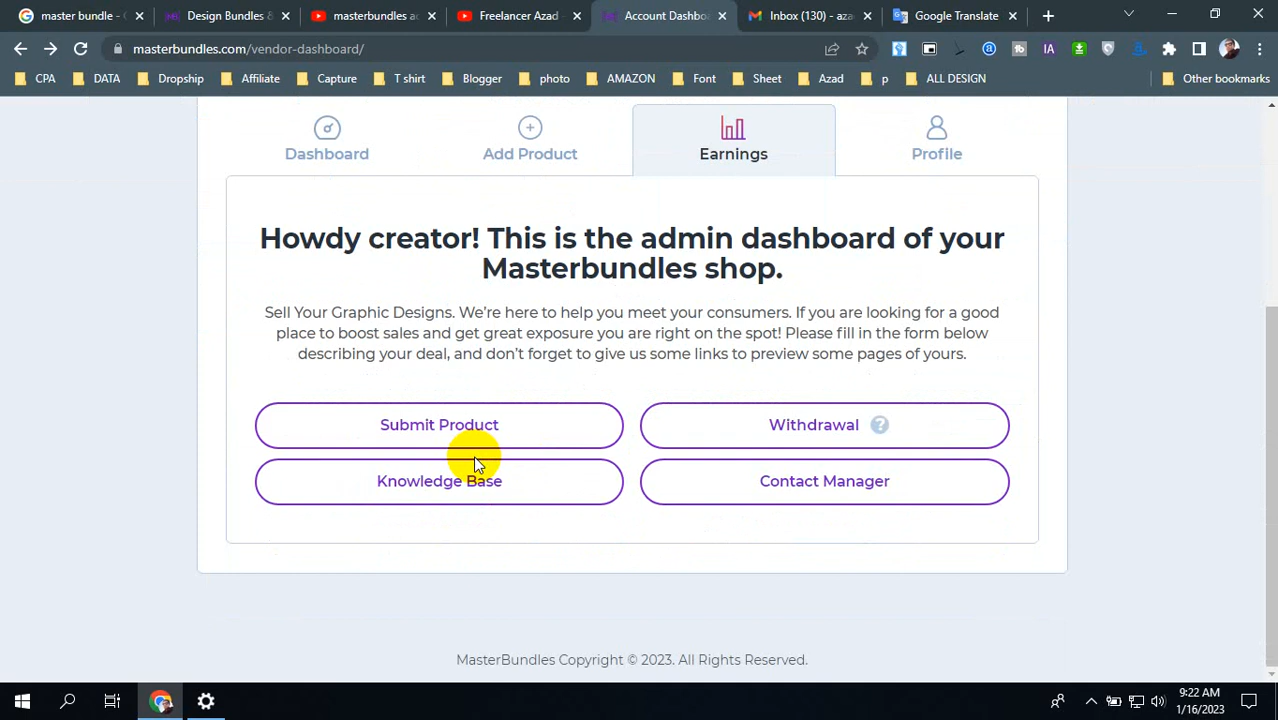 master bundle - G
Design Bundles &
masterbundles a
Freelancer Azad -
Account Dashbo
Inbox (130) - aza
Google Translate
masterbundles.com/vendor-dashboard/
CPA
DATA
Dropship
Affiliate
Capture
T shirt
Blogger
photo
AMAZON
Font
Sheet
Azad
p
ALL DESIGN
Other bookmarks
Dashboard
Add Product
Earnings
Profile
Howdy creator! This is the admin dashboard of your
Masterbundles shop.
Sell Your Graphic Designs. We're here to help you meet your consumers. If you are looking for a good
place to boost sales and get great exposure you are right on the spot! Please fill in the form below
describing your deal, and don't forget to give us some links to preview some pages of yours.
Submit Product
Withdrawal ?
Knowledge Base
Contact Manager
MasterBundles Copyright © 2023. All Rights Reserved.
9:22 AM
1/16/2023